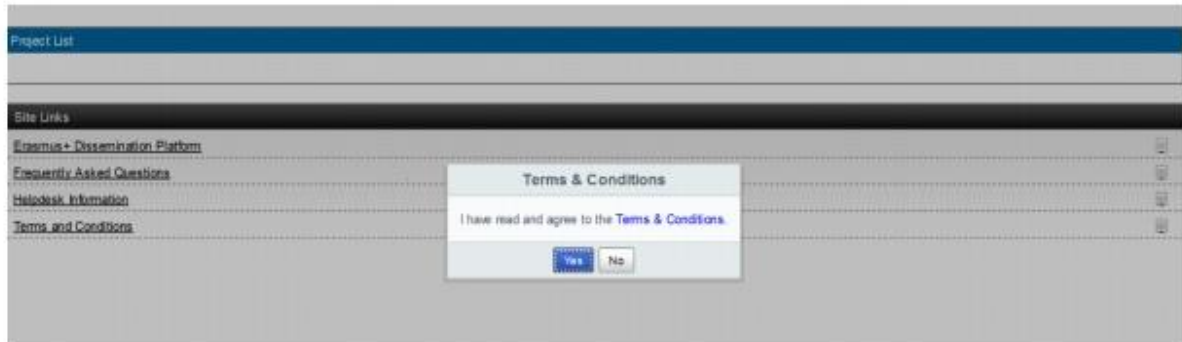 Project List
Site Links
Erasmus+ Dissemination Platform
Frequently Asked Questions
Helpdesk Information
Terms and Conditions
Terms & Conditions
I have read and agree to the Terms & Conditions.
Yes No